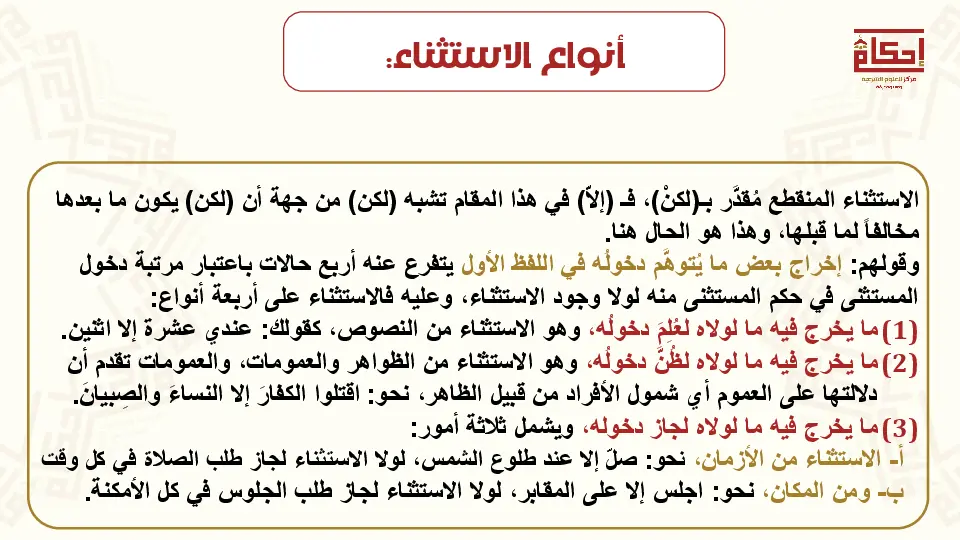 أنواع الاستثناء:
إحكام
مركز للعلوم الشرعية
الاستثناء المنقطع مُقدَّر بـ(لكنْ)، فـ (إلاّ) في هذا المقام تشبه (لكن) من جهة أن (لكن) يكون ما بعدها
مخالفاً لما قبلها، وهذا هو الحال هنا.
وقولهم: إخراج بعض ما يُتوهَّم دخولُه في اللفظ الأول يتفرع عنه أربع حالات باعتبار مرتبة دخول
المستثنى في حكم المستثنى منه لولا وجود الاستثناء، وعليه فالاستثناء على أربعة أنواع:
(1) ما يخرج فيه ما لولاه لعُلِمَ دخولُه، وهو الاستثناء من النصوص، كقولك: عندي عشرة إلا اثنين.
(2) ما يخرج فيه ما لولاه لظُنَّ دخولُه، وهو الاستثناء من الظواهر والعمومات، والعمومات تقدم أن
دلالتها على العموم أي شمول الأفراد من قبيل الظاهر، نحو: اقتلوا الكفارَ إلا النساءَ والصِبيانَ.
(3) ما يخرج فيه ما لولاه لجاز دخوله، ويشمل ثلاثة أمور:
أ- الاستثناء من الأزمان، نحو: صلّ إلا عند طلوع الشمس، لولا الاستثناء لجاز طلب الصلاة في كل وقت
ب- ومن المكان، نحو: اجلس إلا على المقابر، لولا الاستثناء لجاز طلب الجلوس في كل الأمكنة.